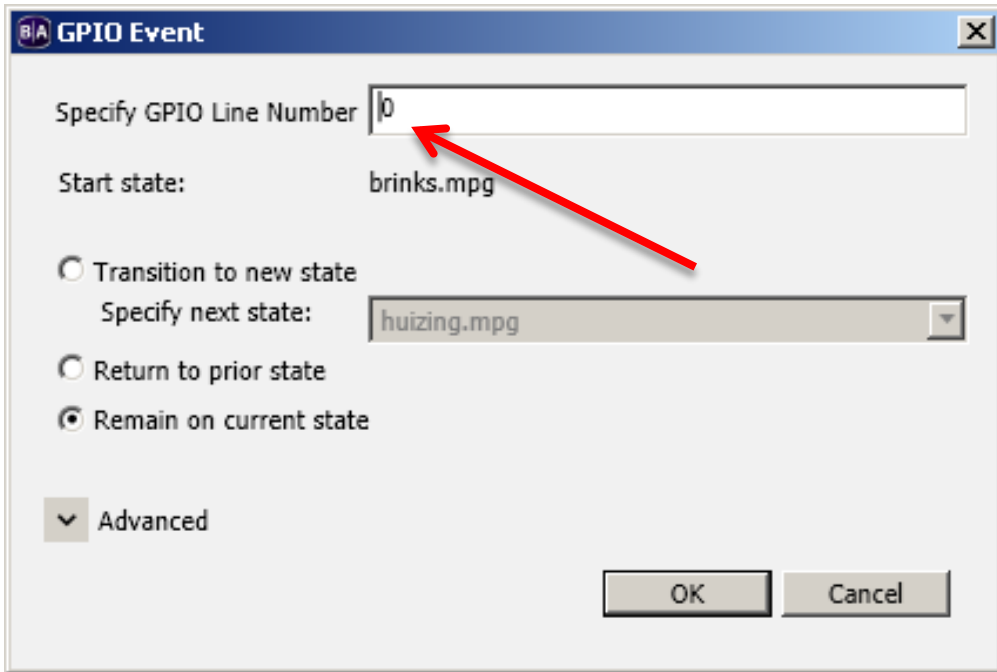 B|A GPIO Event
Specify GPIO Line Number 0
Start state: brinks.mpg
Transition to new state
Specify next state: huizing.mpg
Return to prior state
Remain on current state
Advanced
OK Cancel